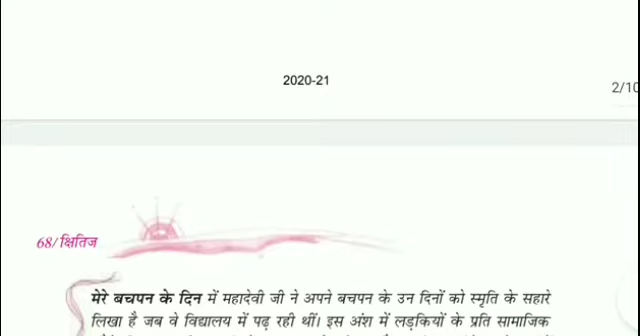 2020-21
2/10
68/क्षितिज
मेरे बचपन के दिन में महादेवी जी ने अपने बचपन के उन दिनों को स्मृति के सहारे
लिखा है जब वे विद्यालय में पढ़ रही थीं। इस अंश में लड़कियों के प्रति सामाजिक